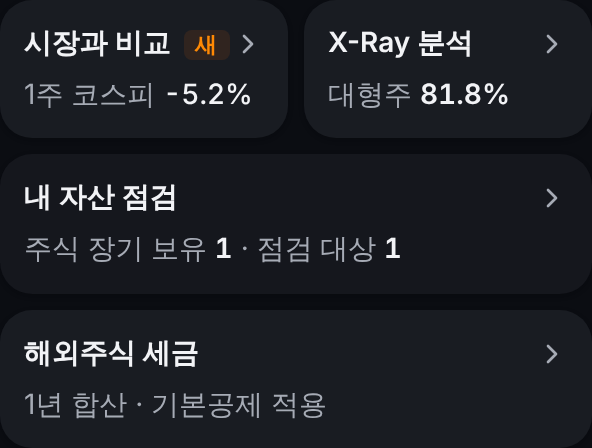 시장과 비교 새
1주 코스피 -5.2%
X-Ray 분석
대형주 81.8%
내 자산 점검
주식 장기 보유 1 · 점검 대상 1
해외주식 세금
1년 합산 · 기본공제 적용